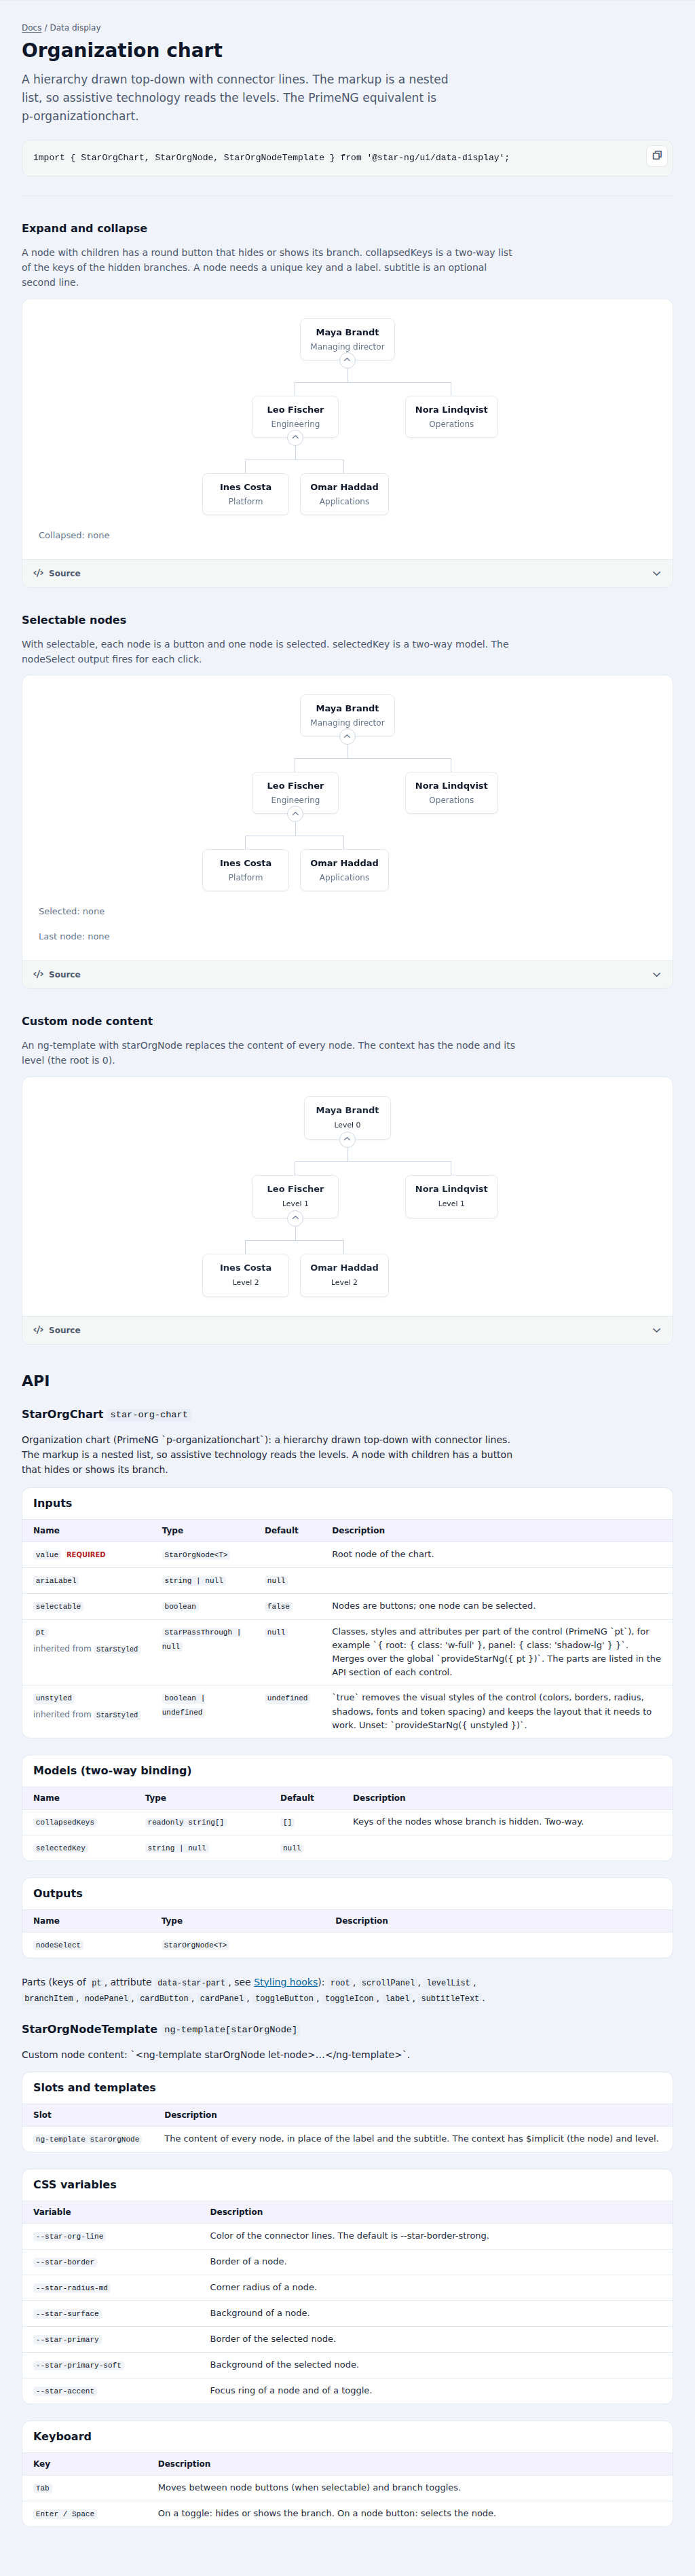 Docs / Data display
Organization chart
A hierarchy drawn top-down with connector lines. The markup is a nested
list, so assistive technology reads the levels. The PrimeNG equivalent is
p-organizationchart.
import { StarOrgChart, StarOrgNode, StarOrgNodeTemplate } from '@star-ng/ui/data-display';
Expand and collapse
A node with children has a round button that hides or shows its branch. collapsedKeys is a two-way list
of the keys of the hidden branches. A node needs a unique key and a label. subtitle is an optional
second line.
Maya Brandt
Managing director
Leo Fischer
Engineering
Nora Lindqvist
Operations
Ines Costa
Platform
Omar Haddad
Applications
Collapsed: none
Source
Selectable nodes
With selectable, each node is a button and one node is selected. selectedKey is a two-way model. The
nodeSelect output fires for each click.
Maya Brandt
Managing director
Leo Fischer
Engineering
Nora Lindqvist
Operations
Ines Costa
Platform
Omar Haddad
Applications
Selected: none
Last node: none
Source
Custom node content
An ng-template with starOrgNode replaces the content of every node. The context has the node and its
level (the root is 0).
Maya Brandt
Level 0
Leo Fischer
Level 1
Nora Lindqvist
Level 1
Ines Costa
Level 2
Omar Haddad
Level 2
Source
API
StarOrgChart star-org-chart
Organization chart (PrimeNG `p-organizationchart`): a hierarchy drawn top-down with connector lines.
The markup is a nested list, so assistive technology reads the levels. A node with children has a button
that hides or shows its branch.
Inputs
Name Type Default Description
value REQUIRED StarOrgNode<T> Root node of the chart.
ariaLabel string | null null
selectable boolean false Nodes are buttons; one node can be selected.
pt StarPassThrough | null null Classes, styles and attributes per part of the control (PrimeNG `pt`), for
inherited from StarStyled example `{ root: { class: 'w-full' }, panel: { class: 'shadow-lg' } }`.
Merges over the global `provideStarNg({ pt })`. The parts are listed in the
API section of each control.
unstyled boolean | undefined undefined `true` removes the visual styles of the control (colors, borders, radius,
inherited from StarStyled shadows, fonts and token spacing) and keeps the layout that it needs to
work. Unset: `provideStarNg({ unstyled })`.
Models (two-way binding)
Name Type Default Description
collapsedKeys readonly string[] [] Keys of the nodes whose branch is hidden. Two-way.
selectedKey string | null null
Outputs
Name Type Description
nodeSelect StarOrgNode<T>
Parts (keys of pt, attribute data-star-part, see Styling hooks): root, scrollPanel, levelList,
branchItem, nodePanel, cardButton, cardPanel, toggleButton, toggleIcon, label, subtitleText.
StarOrgNodeTemplate ng-template[starOrgNode]
Custom node content: `<ng-template starOrgNode let-node>…</ng-template>`.
Slots and templates
Slot Description
ng-template starOrgNode The content of every node, in place of the label and the subtitle. The context has $implicit (the node) and level.
CSS variables
Variable Description
--star-org-line Color of the connector lines. The default is --star-border-strong.
--star-border Border of a node.
--star-radius-md Corner radius of a node.
--star-surface Background of a node.
--star-primary Border of the selected node.
--star-primary-soft Background of the selected node.
--star-accent Focus ring of a node and of a toggle.
Keyboard
Key Description
Tab Moves between node buttons (when selectable) and branch toggles.
Enter / Space On a toggle: hides or shows the branch. On a node button: selects the node.